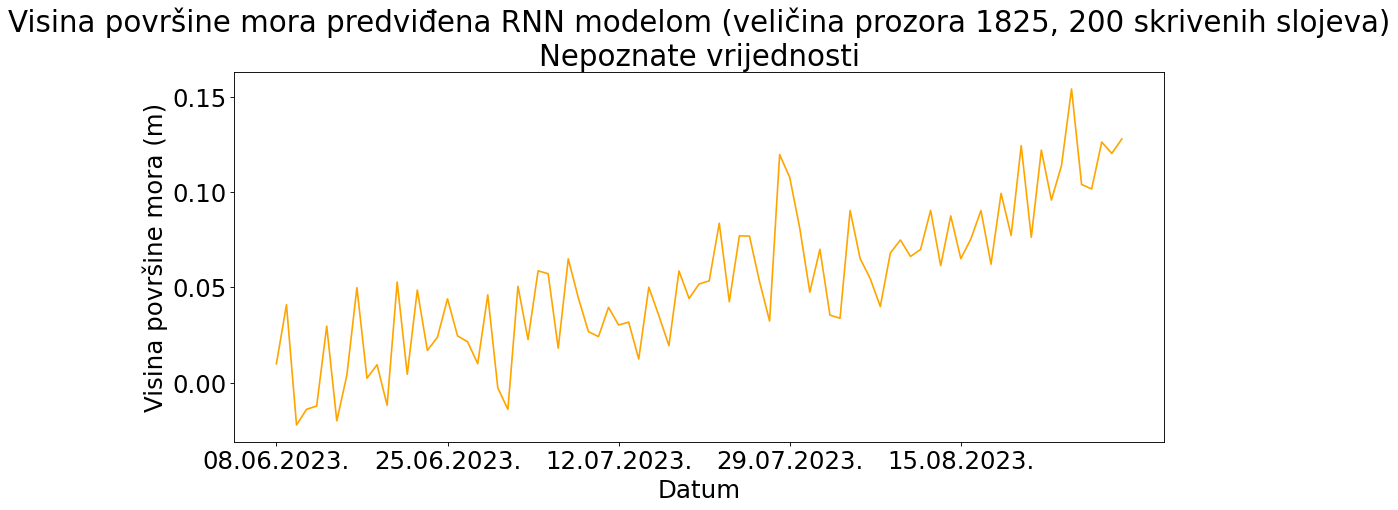 Visina površine mora predviđena RNN modelom (veličina prozora 1825, 200 skrivenih slojeva)
Nepoznate vrijednosti
Visina površine mora (m)
0.15
0.10
0.05
0.00
08.06.2023.
25.06.2023.
12.07.2023.
29.07.2023.
15.08.2023.
Datum